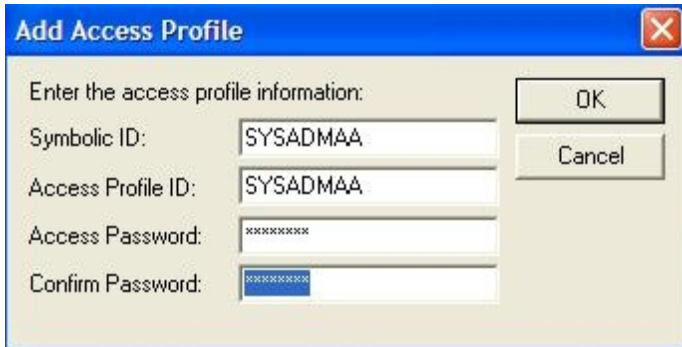 Add Access Profile
Enter the access profile information:
OK
Symbolic ID: SYSADMAA
Cancel
Access Profile ID: SYSADMAA
Access Password: ********
Confirm Password: ********